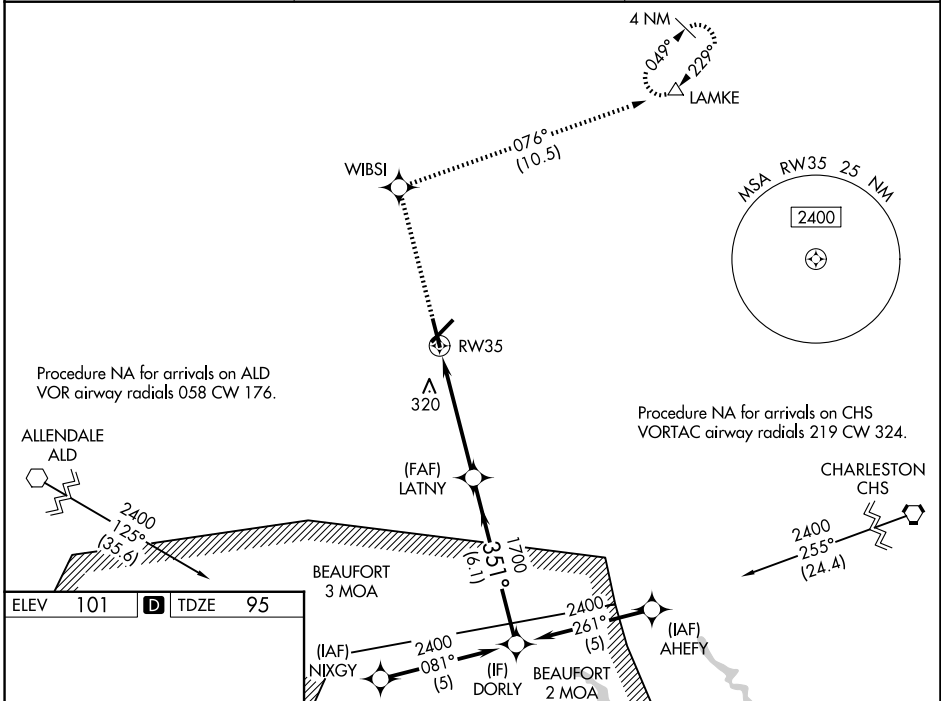 4 NM
049°
229°
LAMKE
076°
(10.5)
WIBSI
MSA RW35 25 NM
2400
RW35
Procedure NA for arrivals on ALD
VOR airway radials 058 CW 176.
320
Procedure NA for arrivals on CHS
VORTAC airway radials 219 CW 324.
ALLENDALE
ALD
(FAF)
LATNY
CHARLESTON
CHS
2400
125°
(35.6)
2400
255°
(24.4)
1700
351°
(6.1)
BEAUFORT
3 MOA
ELEV 101 D TDZE 95
2400
261°
(5)
(IAF)
AHEFY
(IAF)
NIXGY
2400
081°
(5)
(IF)
DORLY
BEAUFORT
2 MOA